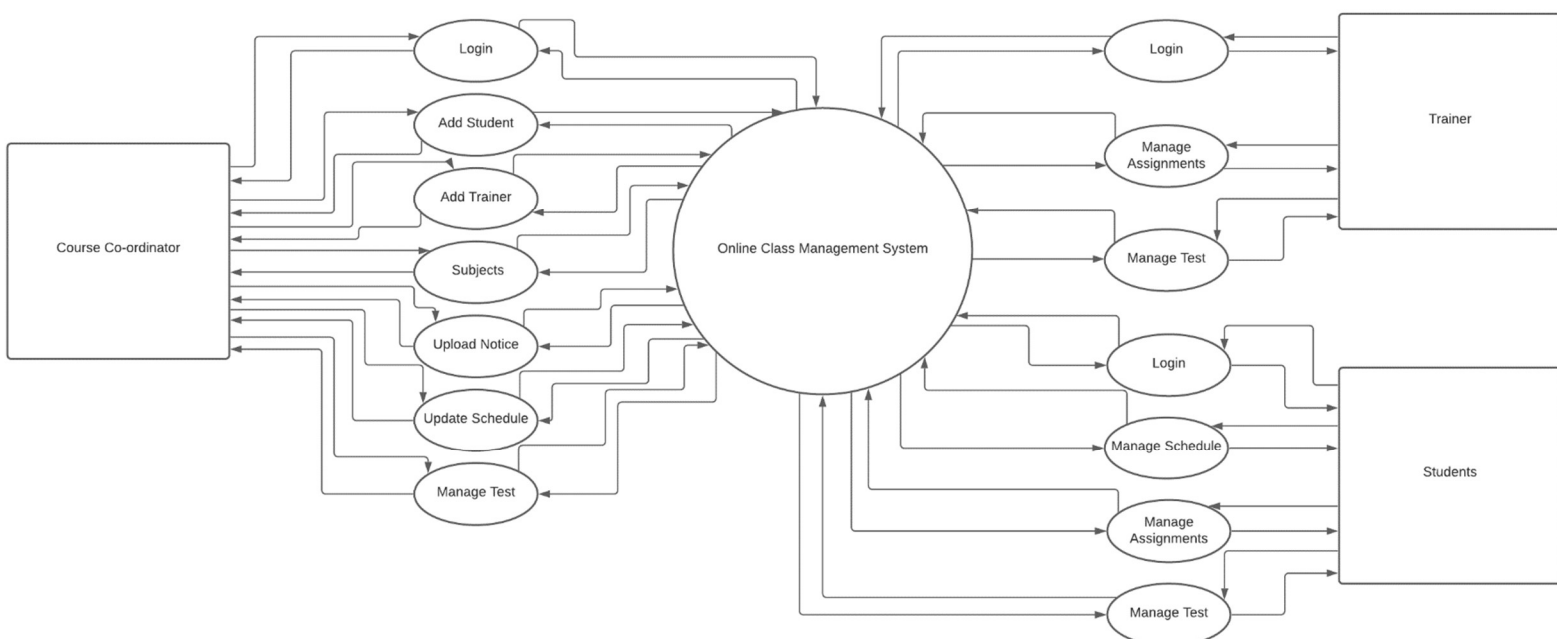 Course Co-ordinator
Login
Add Student
Add Trainer
Subjects
Upload Notice
Update Schedule
Manage Test
Online Class Management System
Login
Manage
Assignments
Manage Test
Login
Manage Schedule
Manage
Assignments
Manage Test
Trainer
Students